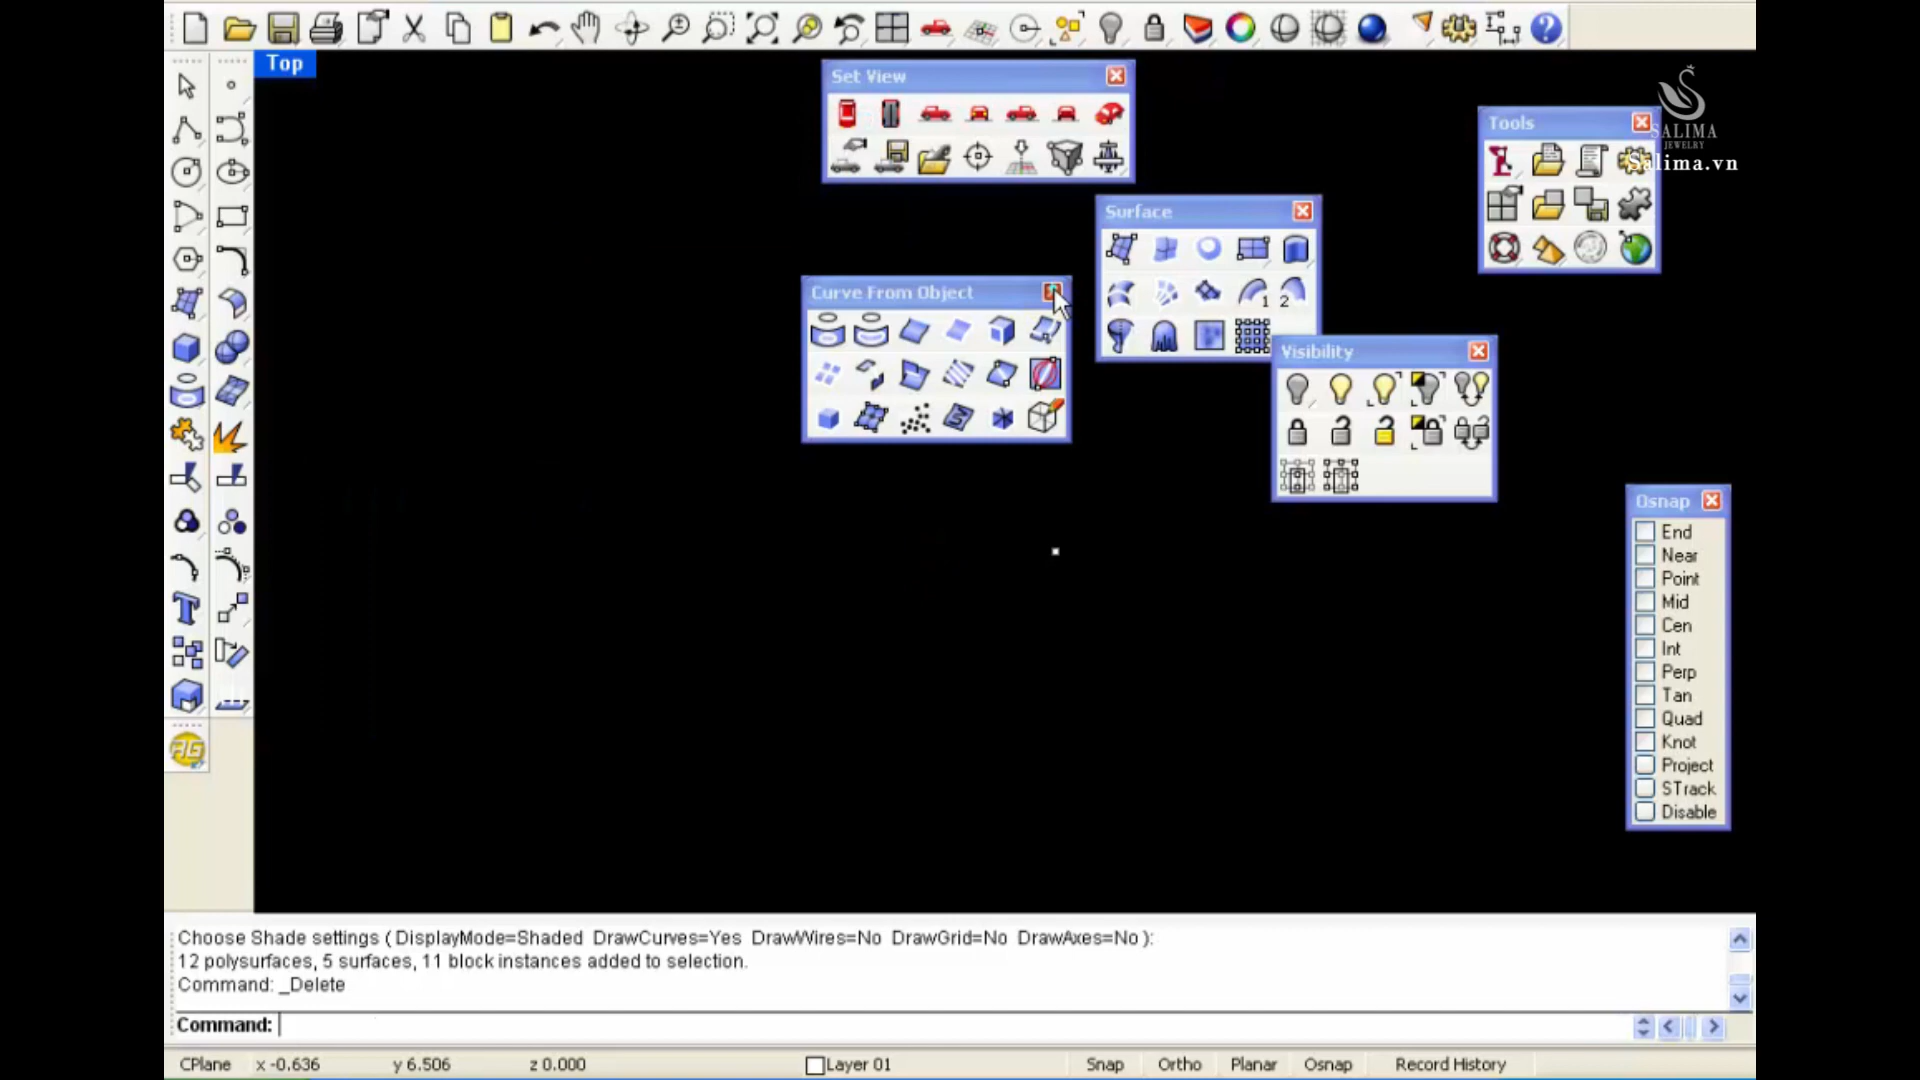 Top
Set View
Tools
SALIMA
JEWELRY
Salima.vn
Surface
1 2
Curve From Object
Visibility
Osnap
End
Near
Point
Mid
Cen
Int
Perp
Tan
Quad
Knot
Project
STrack
Disable
Choose Shade settings ( DisplayMode=Shaded DrawCurves=Yes DrawWires=No DrawGrid=No DrawAxes=No ):
12 polysurfaces, 5 surfaces, 11 block instances added to selection.
Command: _Delete
Command:
CPlane x -0.636 y 6.506 z 0.000 Layer 01 Snap Ortho Planar Osnap Record History